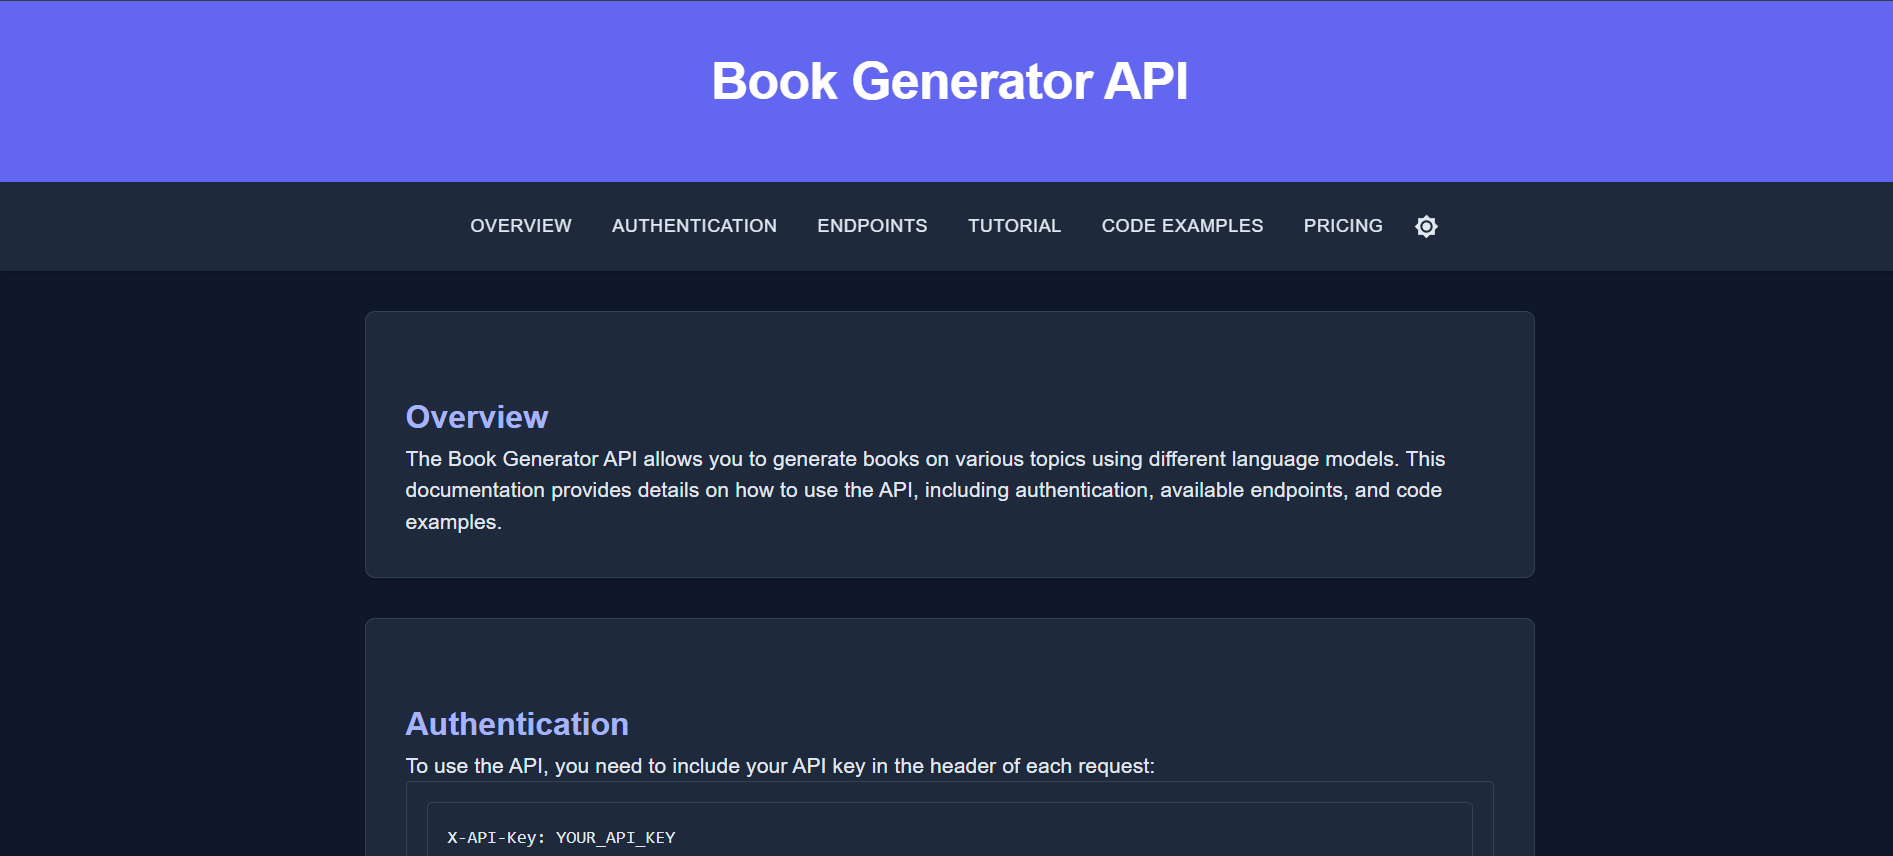 Book Generator API
OVERVIEW AUTHENTICATION ENDPOINTS TUTORIAL CODE EXAMPLES PRICING
Overview
The Book Generator API allows you to generate books on various topics using different language models. This
documentation provides details on how to use the API, including authentication, available endpoints, and code
examples.
Authentication
To use the API, you need to include your API key in the header of each request:
X-API-Key: YOUR_API_KEY